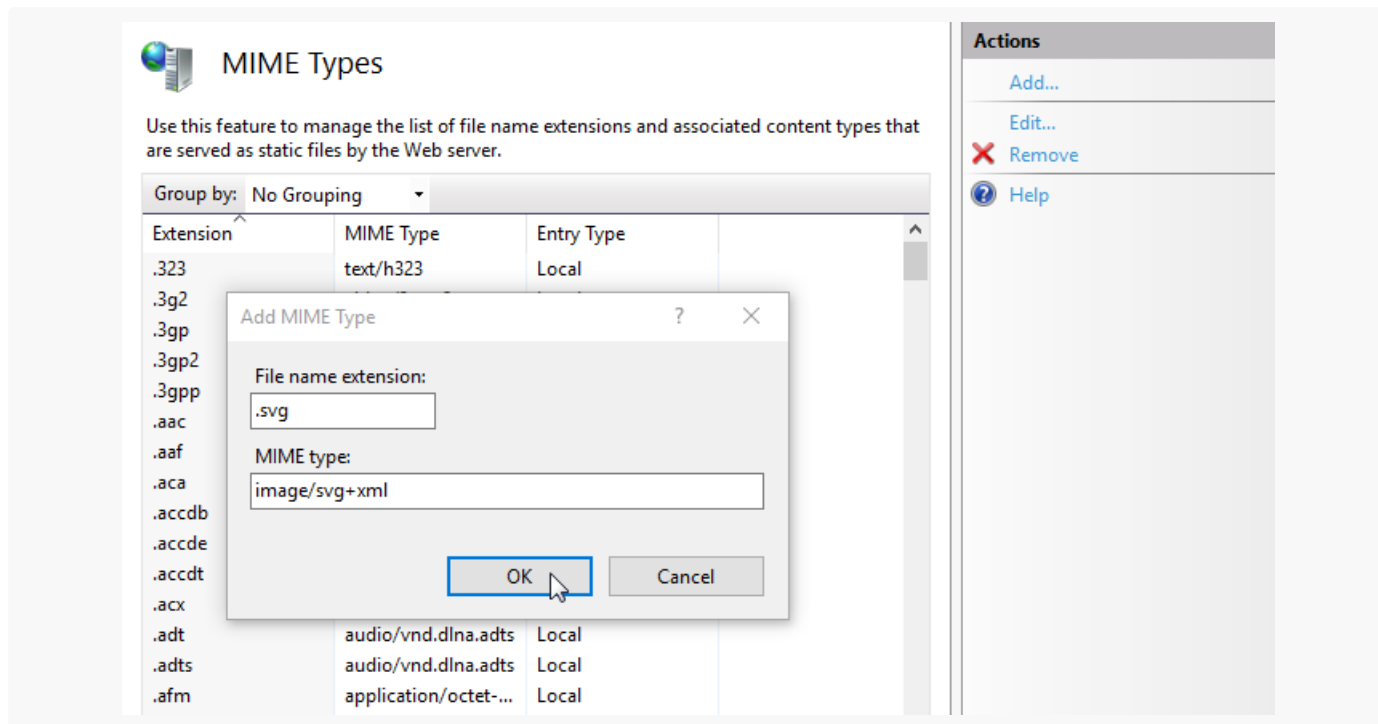 MIME Types
Use this feature to manage the list of file name extensions and associated content types that
are served as static files by the Web server.
Group by: No Grouping
Extension MIME Type Entry Type
.323 text/h323 Local
.3g2
.3gp
.3gp2
.3gpp
.aac
.aaf
.aca
.accdb
.accde
.accdt
.acx
.adt audio/vnd.dlna.adts Local
.adts audio/vnd.dlna.adts Local
.afm application/octet-... Local
Add MIME Type ?
File name extension:
.svg
MIME type:
image/svg+xml
OK Cancel
Actions
Add...
Edit...
Remove
? Help